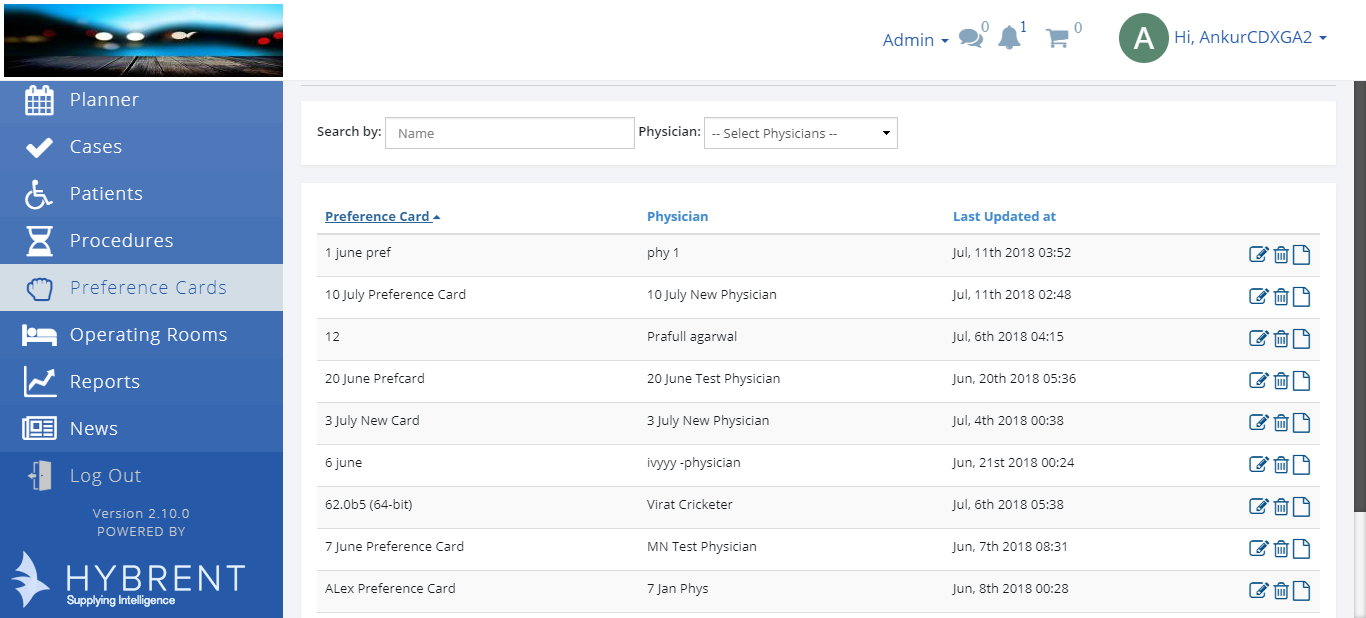 Admin 0 1 0 A Hi, AnkurCDXGA2
Planner
Cases
Patients
Procedures
Preference Cards
Operating Rooms
Reports
News
Log Out
Version 2.10.0
POWERED BY
HYBRENT
Supplying Intelligence
Search by: Name Physician: -- Select Physicians --
Preference Card Physician Last Updated at
1 june pref phy 1 Jul, 11th 2018 03:52
10 July Preference Card 10 July New Physician Jul, 11th 2018 02:48
12 Prafull agarwal Jul, 6th 2018 04:15
20 June Prefcard 20 June Test Physician Jun, 20th 2018 05:36
3 July New Card 3 July New Physician Jul, 4th 2018 00:38
6 june ivyyy -physician Jun, 21st 2018 00:24
62.0b5 (64-bit) Virat Cricketer Jul, 6th 2018 05:38
7 June Preference Card MN Test Physician Jun, 7th 2018 08:31
ALex Preference Card 7 Jan Phys Jun, 8th 2018 00:28